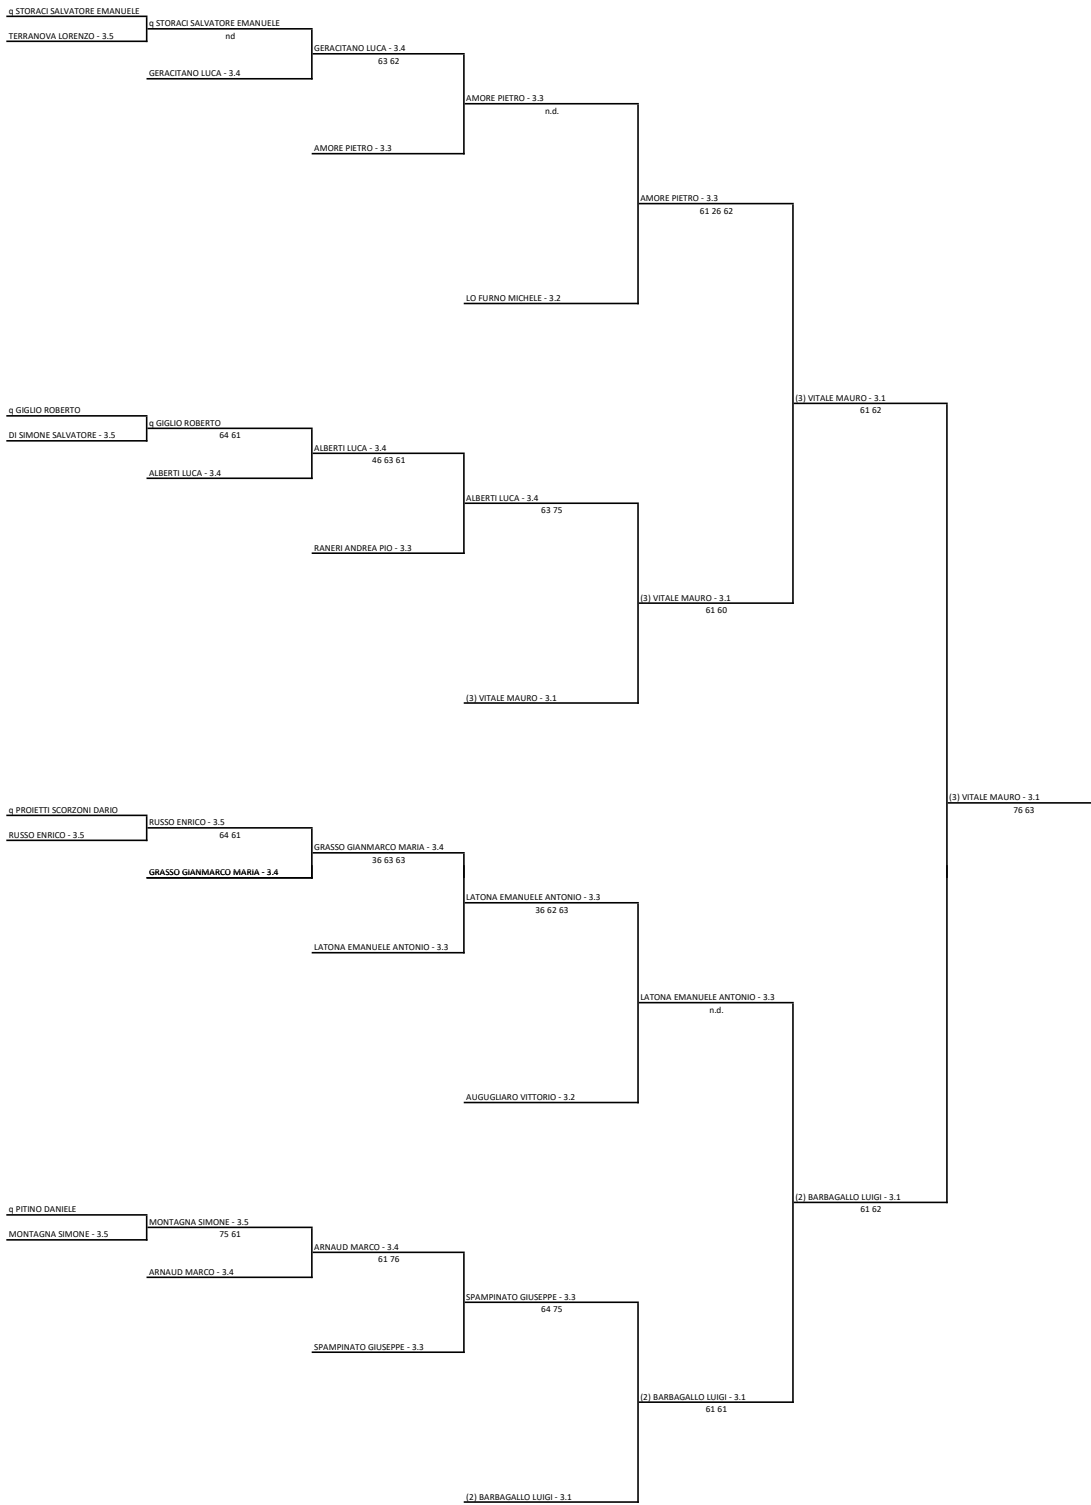 q STORACI SALVATORE EMANUELE
q STORACI SALVATORE EMANUELE
TERRANOVA LORENZO - 3.5
nd
GERACITANO LUCA - 3.4
63 62
GERACITANO LUCA - 3.4
AMORE PIETRO - 3.3
n.d.
AMORE PIETRO - 3.3
AMORE PIETRO - 3.3
61 26 62
LO FURNO MICHELE - 3.2
(3) VITALE MAURO - 3.1
61 62
q GIGLIO ROBERTO
q GIGLIO ROBERTO
DI SIMONE SALVATORE - 3.5
64 61
ALBERTI LUCA - 3.4
46 63 61
ALBERTI LUCA - 3.4
ALBERTI LUCA - 3.4
63 75
RANERI ANDREA PIO - 3.3
(3) VITALE MAURO - 3.1
61 60
(3) VITALE MAURO - 3.1
(3) VITALE MAURO - 3.1
76 63
q PROIETTI SCORZONI DARIO
RUSSO ENRICO - 3.5
RUSSO ENRICO - 3.5
64 61
GRASSO GIANMARCO MARIA - 3.4
36 63 63
GRASSO GIANMARCO MARIA - 3.4
LATONA EMANUELE ANTONIO - 3.3
36 62 63
LATONA EMANUELE ANTONIO - 3.3
LATONA EMANUELE ANTONIO - 3.3
n.d.
AUGUGLIARO VITTORIO - 3.2
(2) BARBAGALLO LUIGI - 3.1
61 62
q PITINO DANIELE
MONTAGNA SIMONE - 3.5
MONTAGNA SIMONE - 3.5
75 61
ARNAUD MARCO - 3.4
61 76
ARNAUD MARCO - 3.4
SPAMPINATO GIUSEPPE - 3.3
64 75
SPAMPINATO GIUSEPPE - 3.3
(2) BARBAGALLO LUIGI - 3.1
61 61
(2) BARBAGALLO LUIGI - 3.1